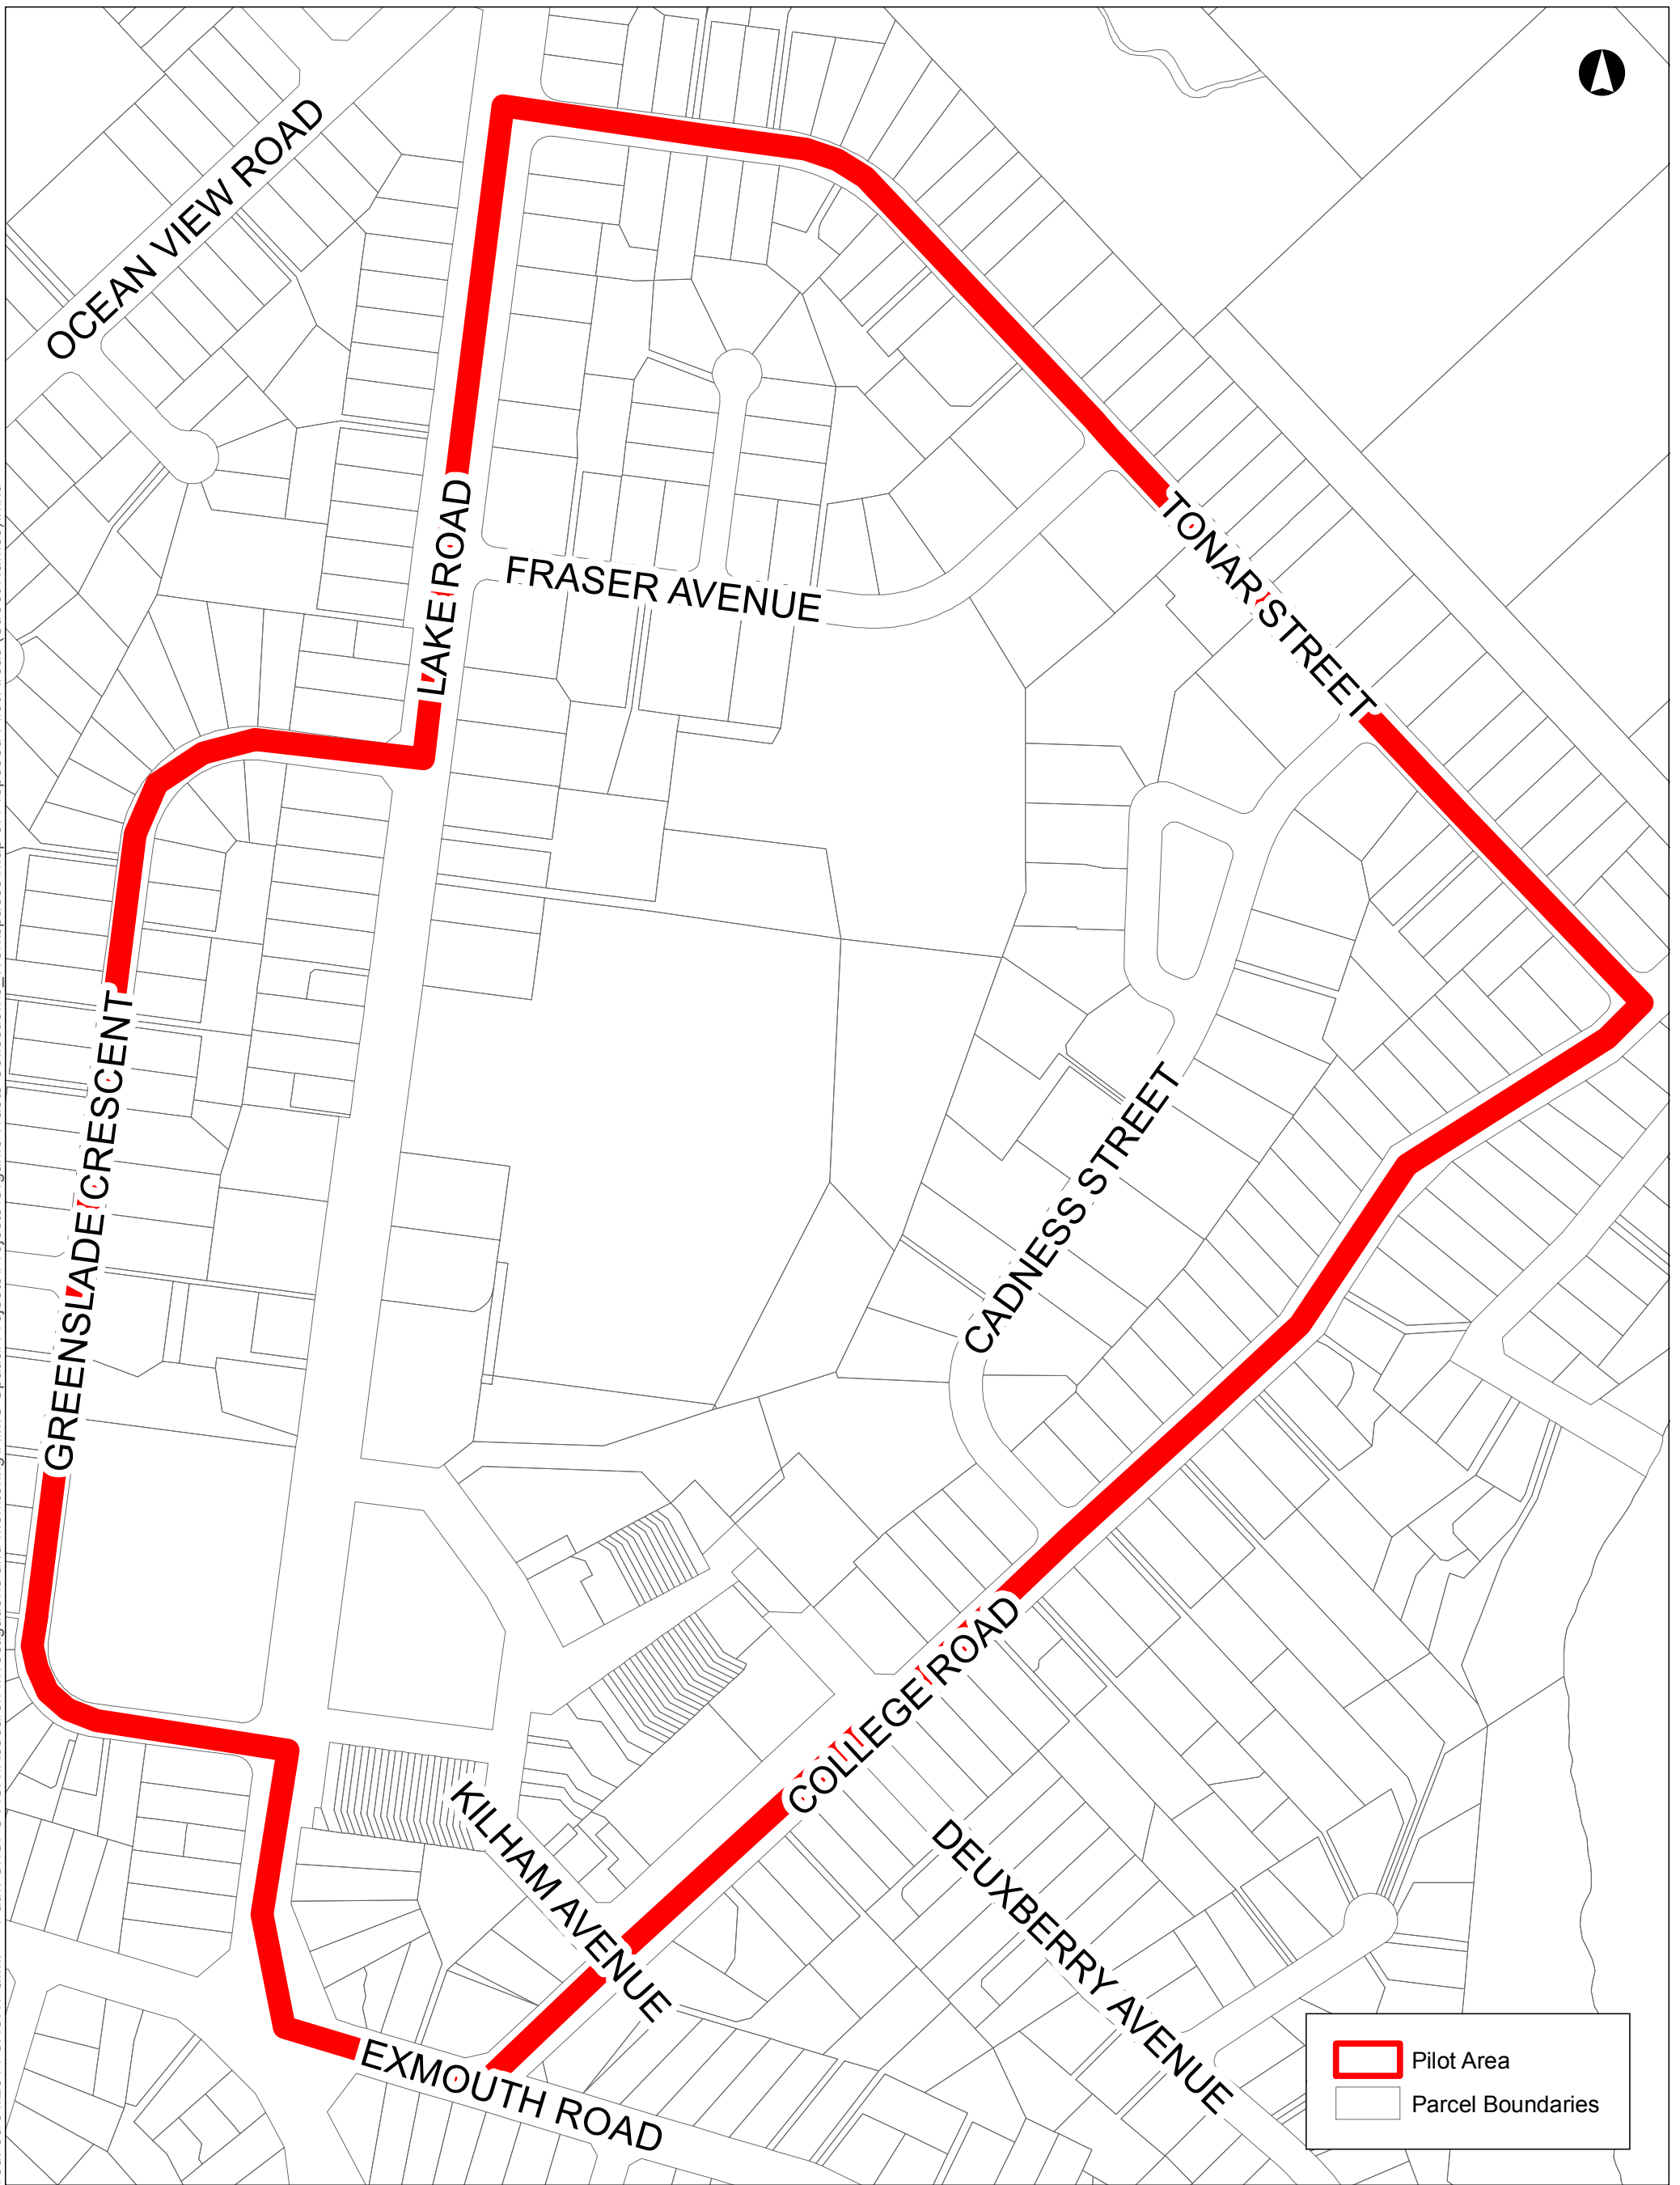 OCEAN VIEW ROAD
LAKE ROAD
FRASER AVENUE
TONAR STREET
GREENSLADE CRESCENT
CADNESS STREET
COLLEGE ROAD
KILHAM AVENUE
DEUXBERRY AVENUE
EXMOUTH ROAD
Pilot Area
Parcel Boundaries